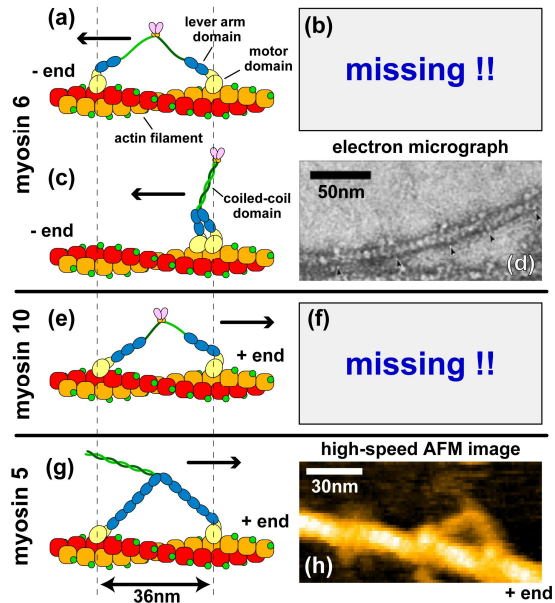 (a)
lever arm
domain
motor
domain
- end
actin filament
myosin 6
(b)
missing !!
electron micrograph
(c)
coiled-coil
domain
- end
50nm
(d)
(e)
+ end
myosin 10
(f)
missing !!
(g)
+ end
myosin 5
36nm
high-speed AFM image
30nm
(h)
+ end